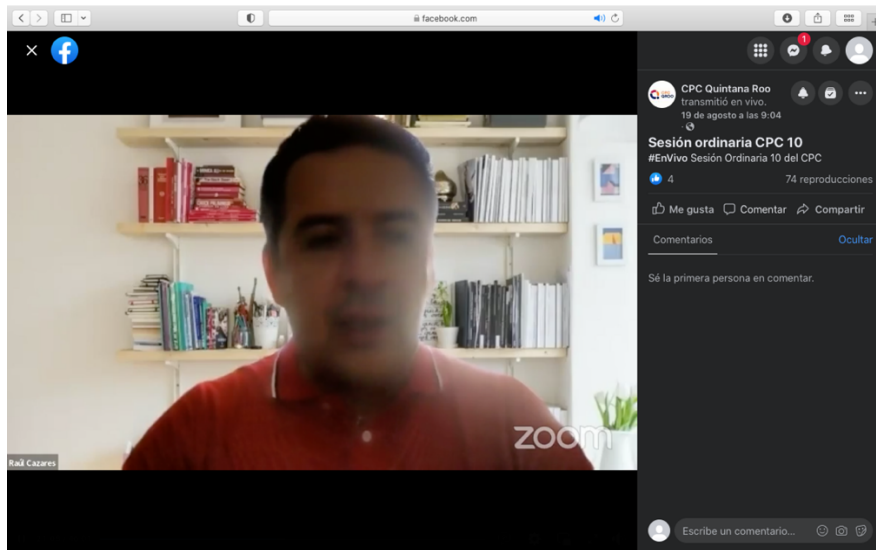 facebook.com
1
CPC Quintana Roo
transmitió en vivo.
19 de agosto a las 9:04
Sesión ordinaria CPC 10
#EnVivo Sesión Ordinaria 10 del CPC
4
74 reproducciones
Me gusta
Comentar
Compartir
Comentarios
Ocultar
Sé la primera persona en comentar.
zoom
Raúl Cazares
Escribe un comentario...